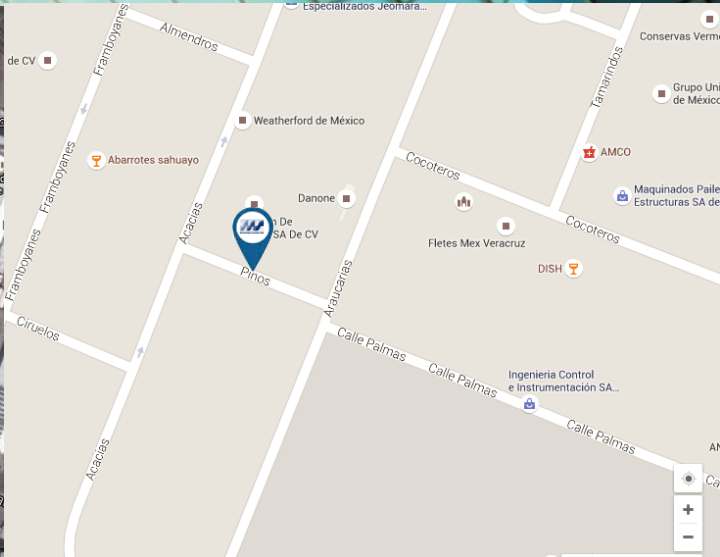 Especializados Jeomara...
Almendros
Framboyanes
Conservas Verm
de CV
Tamarindos
Grupo Uni
de México
Weatherford de México
Abarrotes sahuayo
Framboyanes
AMCO
Cocoteros
Danone
Maquinados Paile
Estructuras SA de
Acacias
De
SA De CV
Cocoteros
Fletes Mex Veracruz
Framboyanes
DISH
Pinos
Araucarias
Ciruelos
Calle Palmas
Calle Palmas
Ingenieria Control
e Instrumentación SA...
Calle Palmas
Acacias
AN
Ca
+
−